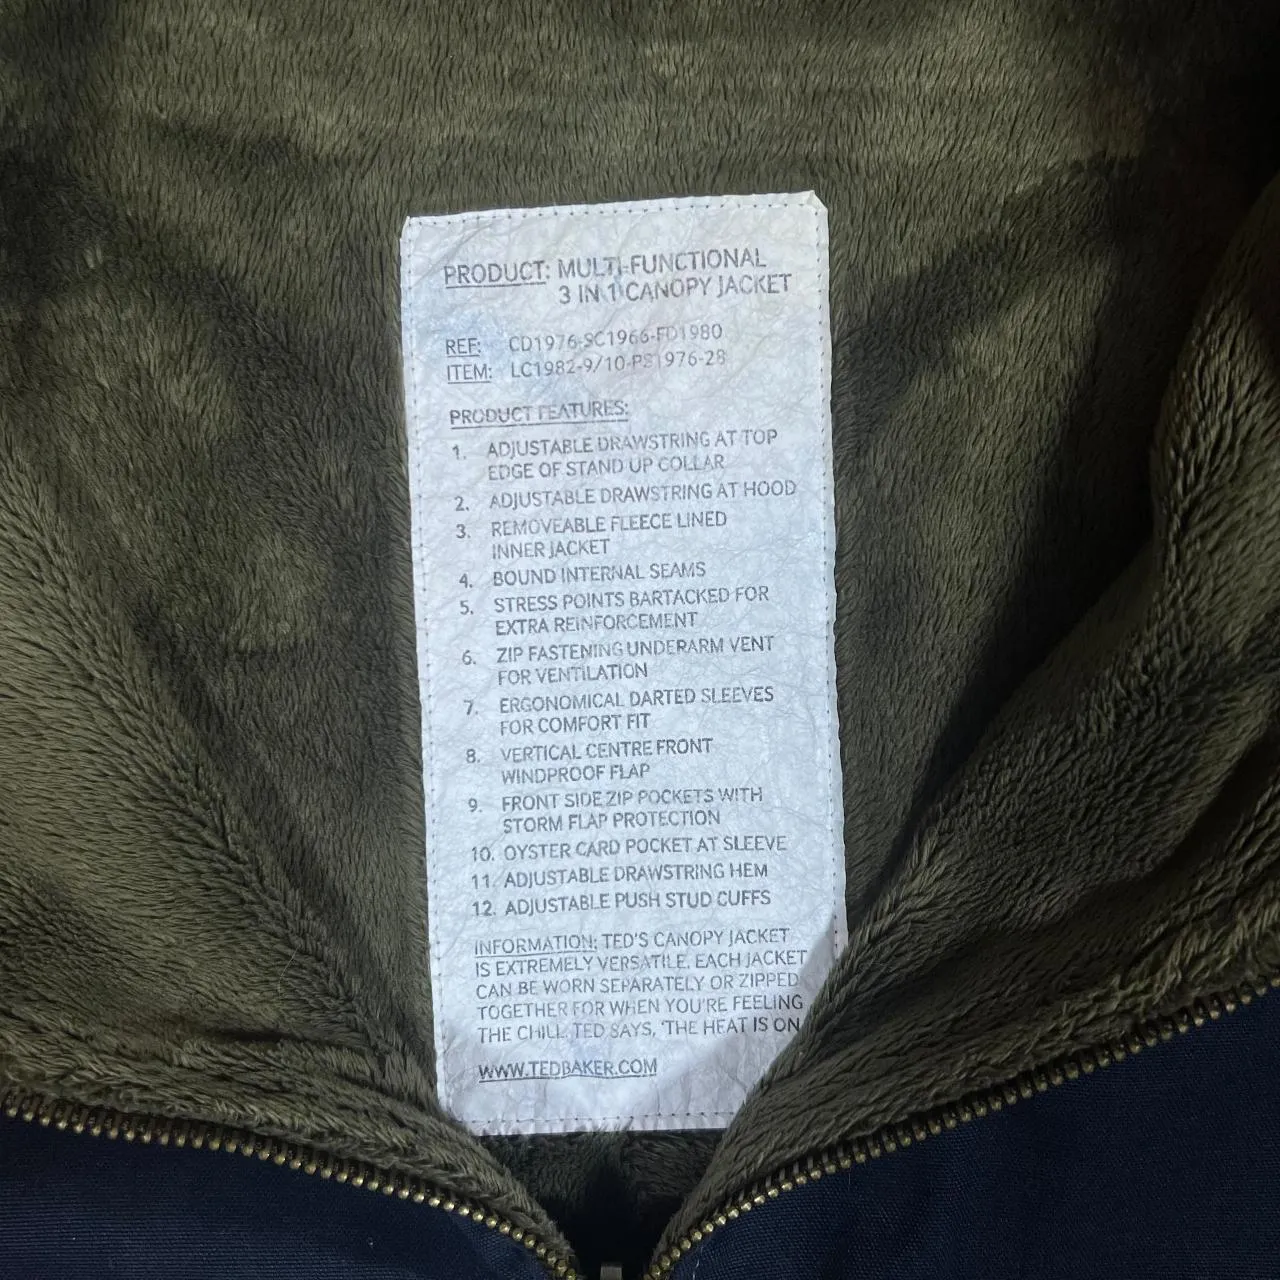 PRODUCT: MULTI-FUNCTIONAL
3 IN 1 CANOPY JACKET
REF: CD1976-SC1966-FD1980
ITEM: LC1982-9/10-PS1976-28
PRODUCT FEATURES:
1. ADJUSTABLE DRAWSTRING AT TOP
EDGE OF STAND UP COLLAR
2. ADJUSTABLE DRAWSTRING AT HOOD
3. REMOVEABLE FLEECE LINED
INNER JACKET
4. BOUND INTERNAL SEAMS
5. STRESS POINTS BARTACKED FOR
EXTRA REINFORCEMENT
6. ZIP FASTENING UNDERARM VENT
FOR VENTILATION
7. ERGONOMICAL DARTED SLEEVES
FOR COMFORT FIT
8. VERTICAL CENTRE FRONT
WINDPROOF FLAP
9. FRONT SIDE ZIP POCKETS WITH
STORM FLAP PROTECTION
10. OYSTER CARD POCKET AT SLEEVE
11. ADJUSTABLE DRAWSTRING HEM
12. ADJUSTABLE PUSH STUD CUFFS
INFORMATION: TED'S CANOPY JACKET
IS EXTREMELY VERSATILE. EACH JACKET
CAN BE WORN SEPARATELY OR ZIPPED
TOGETHER FOR WHEN YOU'RE FEELING
THE CHILL. TED SAYS, 'THE HEAT IS ON
WWW.TEDBAKER.COM